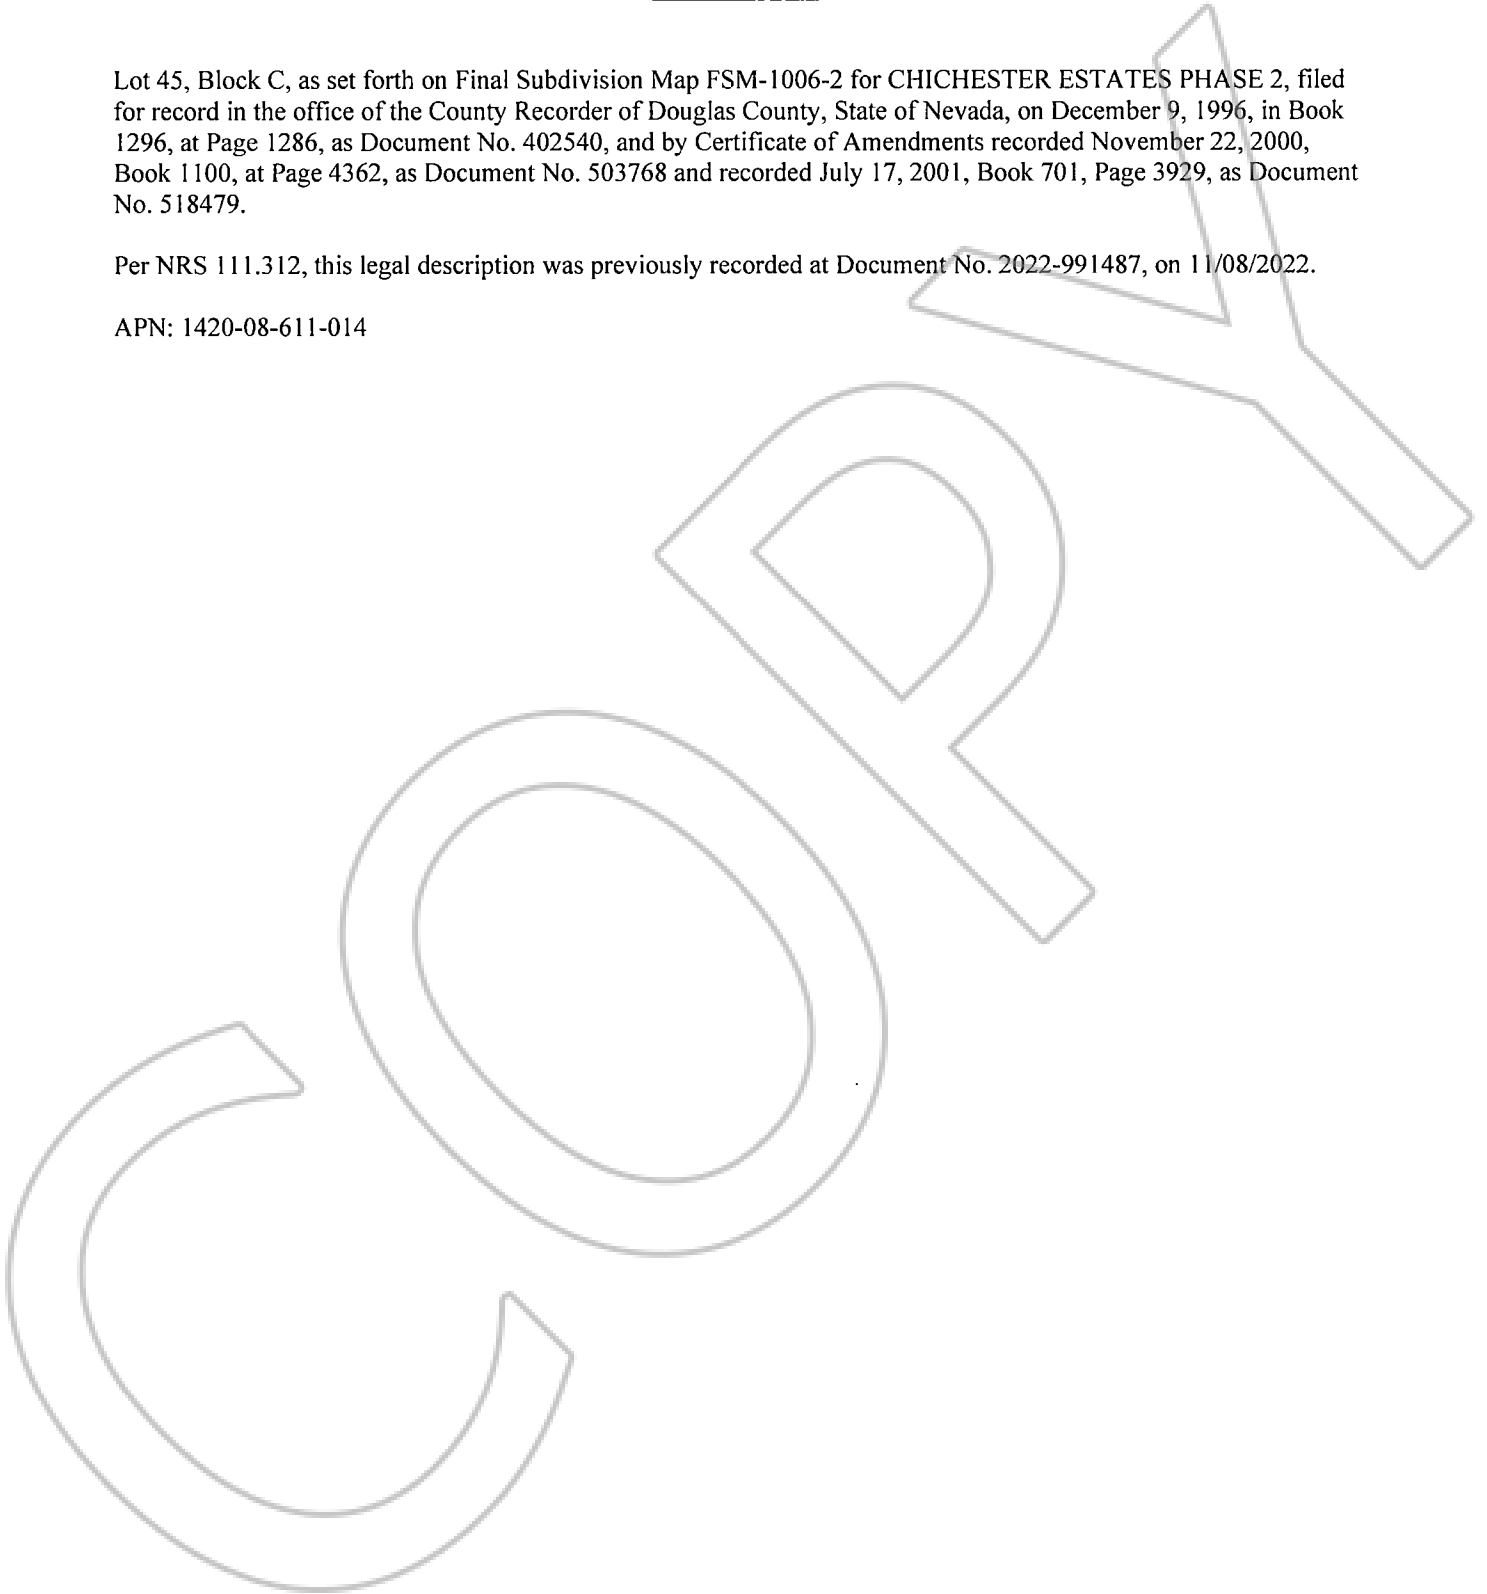 Lot 45, Block C, as set forth on Final Subdivision Map FSM-1006-2 for CHICHESTER ESTATES PHASE 2, filed
for record in the office of the County Recorder of Douglas County, State of Nevada, on December 9, 1996, in Book
1296, at Page 1286, as Document No. 402540, and by Certificate of Amendments recorded November 22, 2000,
Book 1100, at Page 4362, as Document No. 503768 and recorded July 17, 2001, Book 701, Page 3929, as Document
No. 518479.
Per NRS 111.312, this legal description was previously recorded at Document No. 2022-991487, on 11/08/2022.
APN: 1420-08-611-014
COPY